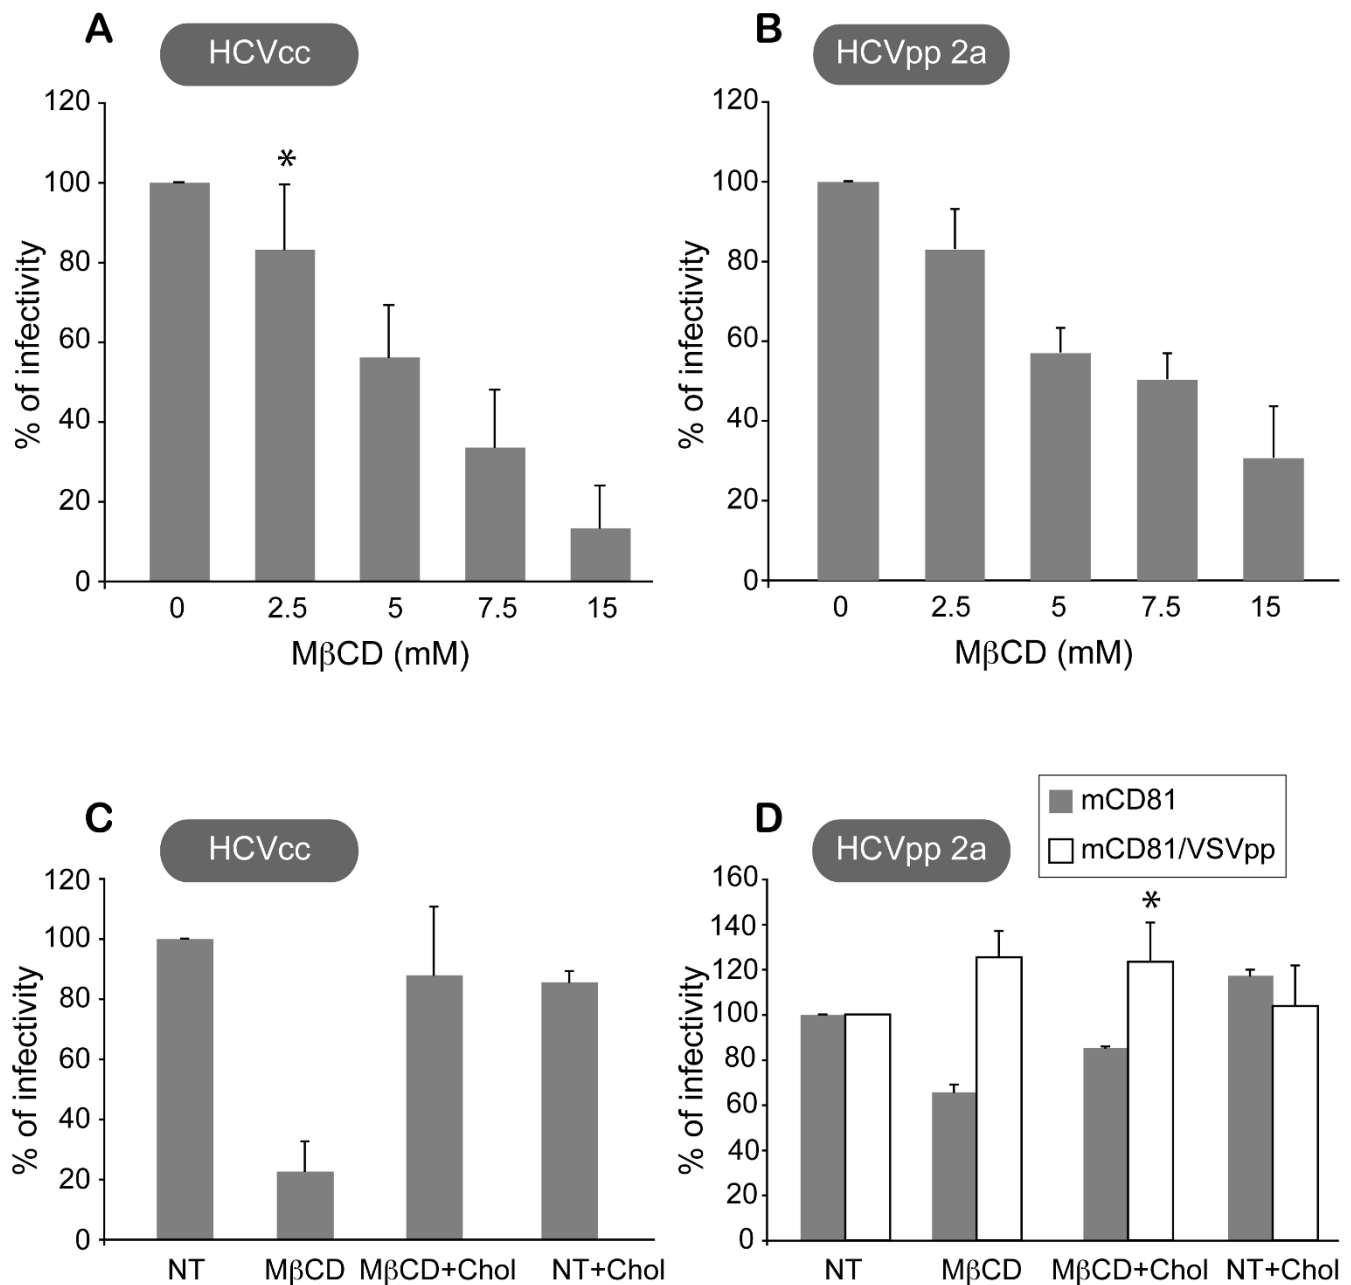 A
HCVcc
120
100
80
60
40
20
0
% of infectivity
*
0 2.5 5 7.5 15
MβCD (mM)
B
HCVpp 2a
120
100
80
60
40
20
0
% of infectivity
0 2.5 5 7.5 15
MβCD (mM)
C
HCVcc
120
100
80
60
40
20
0
% of infectivity
NT MβCD MβCD+Chol NT+Chol
D
HCVpp 2a
mCD81
mCD81/VSVpp
160
140
120
100
80
60
40
20
0
% of infectivity
*
NT MβCD MβCD+Chol NT+Chol